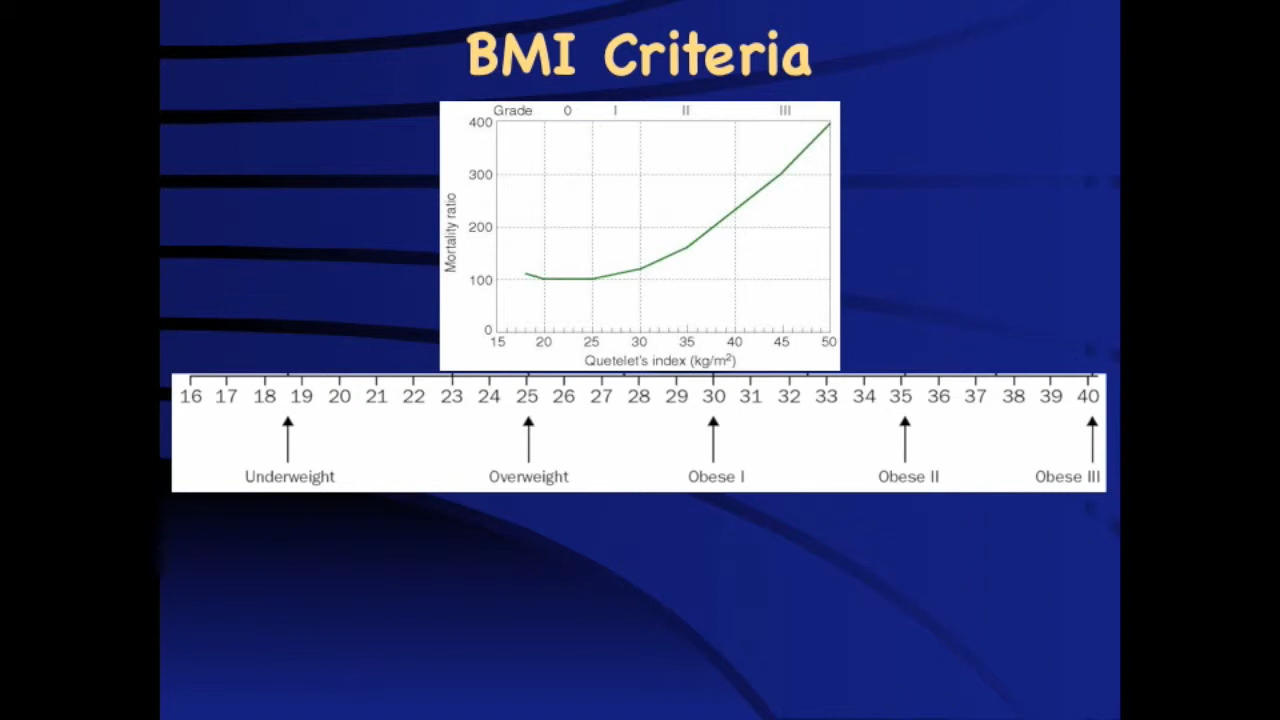 BMI Criteria
Grade 0 I II III
400
300
200
100
0
Mortality ratio
15 20 25 30 35 40 45 50
Quetelet's index (kg/m²)
16 17 18 19 20 21 22 23 24 25 26 27 28 29 30 31 32 33 34 35 36 37 38 39 40
Underweight Overweight Obese I Obese II Obese III